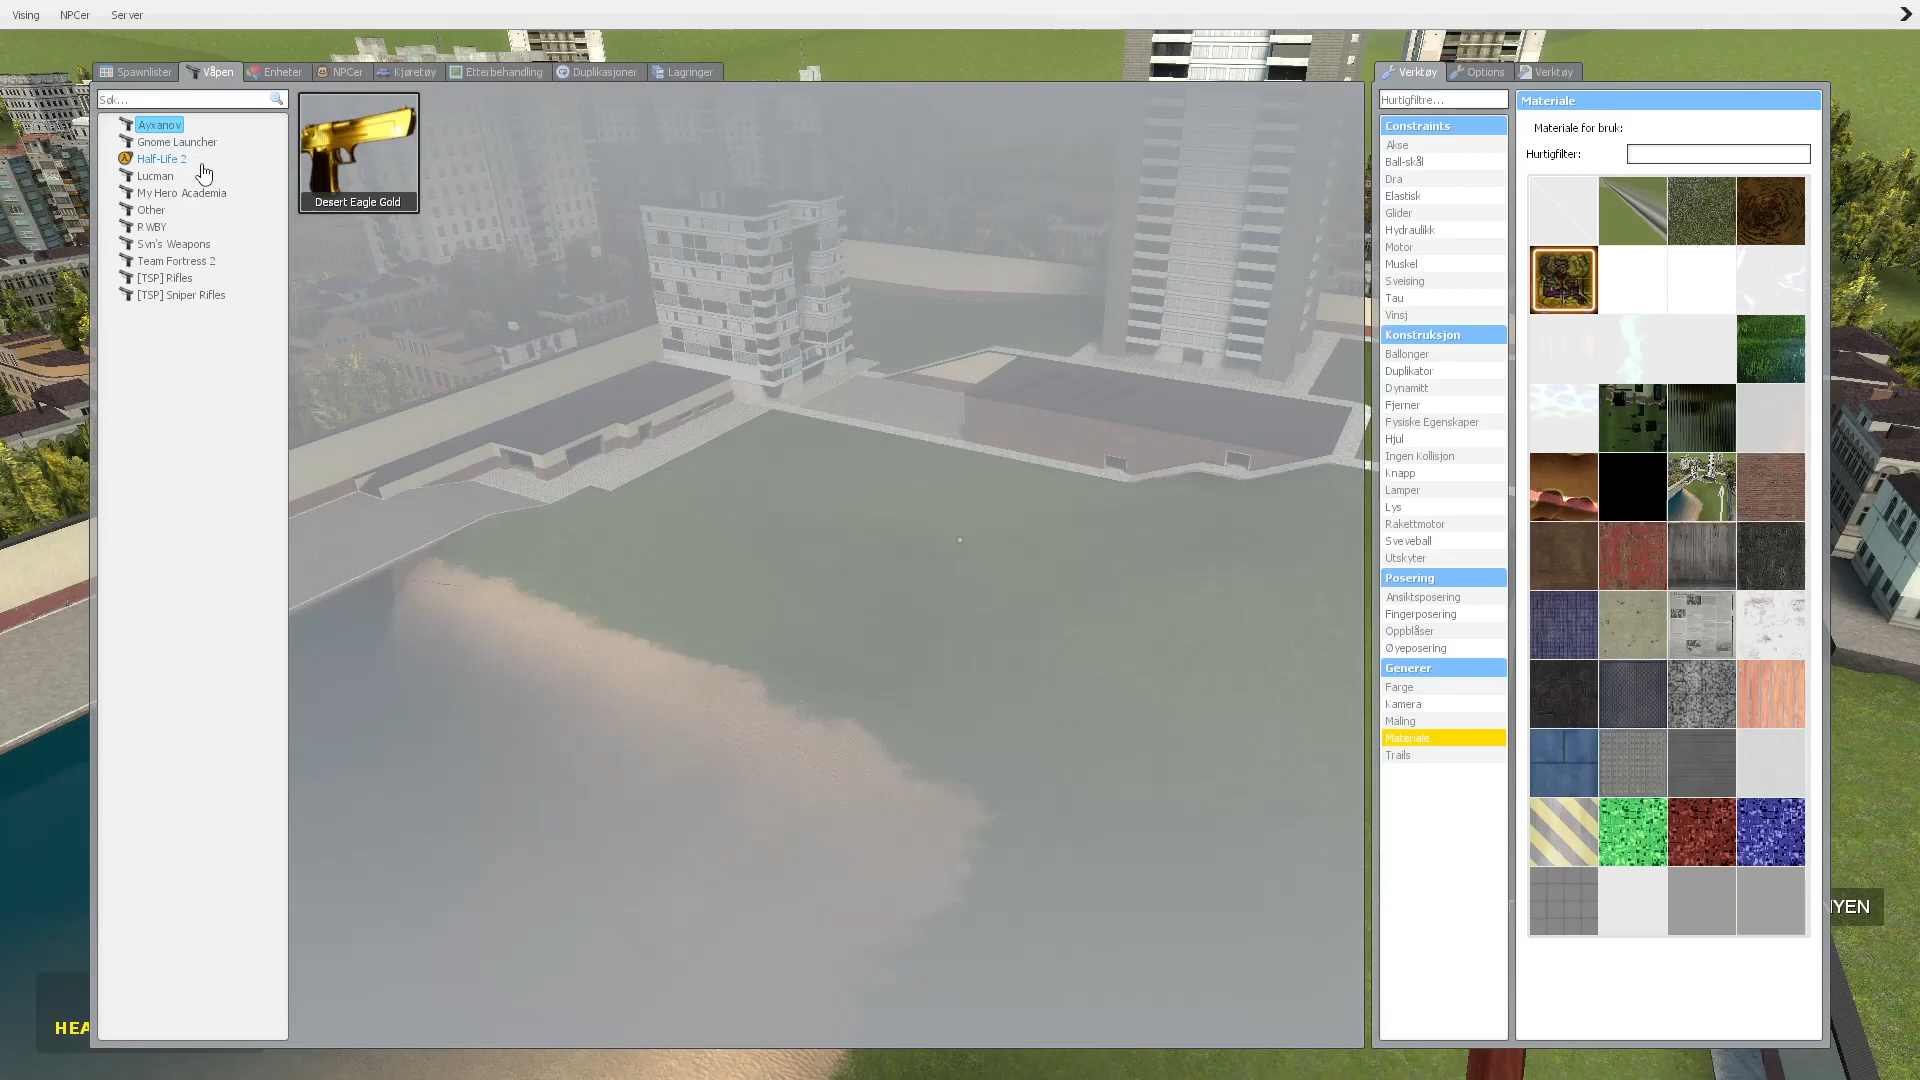 Vising NPCer Server
Spawnlister Våpen Enheter NPCer Kjøretøy Etterbehandling Duplikasjoner Lagringer
Søk...
Ayxanov
Gnome Launcher
Half-Life 2
Lucman
My Hero Academia
Other
RWBY
Svn's Weapons
Team Fortress 2
[TSP] Rifles
[TSP] Sniper Rifles
Desert Eagle Gold
Verktøy Options Verktøy
Hurtigfiltre...
Constraints
Akse
Ball-skål
Dra
Elastisk
Glider
Hydraulikk
Motor
Muskel
Sveising
Tau
Vinsj
Konstruksjon
Ballonger
Duplikator
Dynamitt
Fjerner
Fysiske Egenskaper
Hjul
Ingen Kollisjon
Knapp
Lamper
Lys
Rakettmotor
Sveveball
Utskyter
Posering
Ansiktsposering
Fingerposering
Oppblåser
Øyeposering
Generer
Farge
Kamera
Maling
Materiale
Trails
Materiale
Materiale for bruk:
Hurtigfilter:
HEA
NYEN